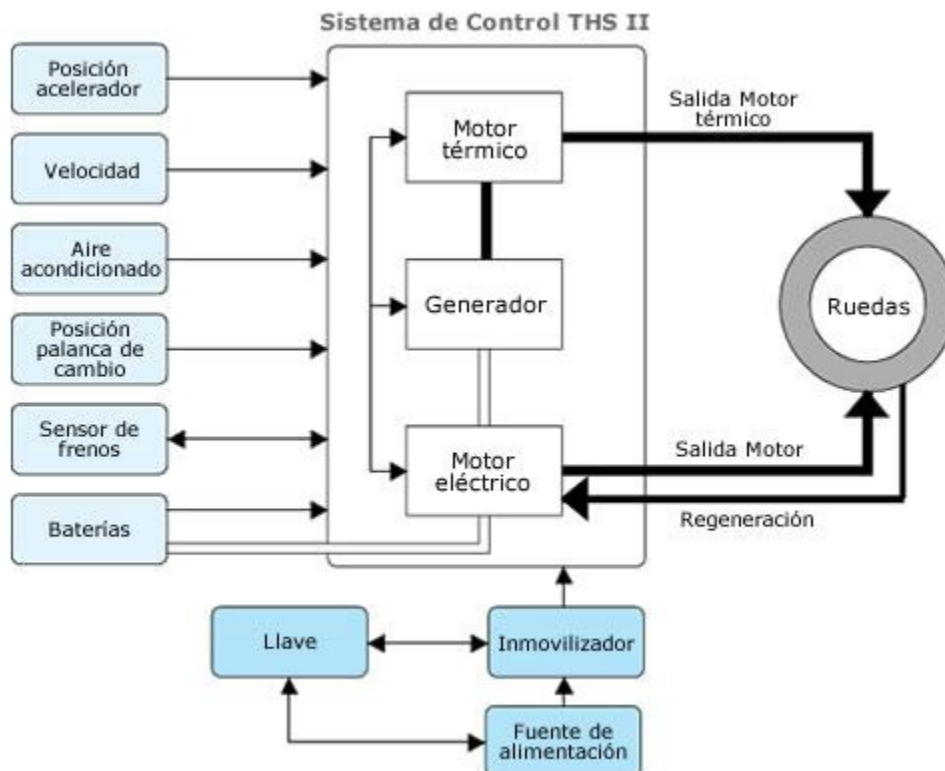 Sistema de Control THS II
Posición
acelerador
Velocidad
Aire
acondicionado
Posición
palanca de
cambio
Sensor de
frenos
Baterías
Motor
térmico
Generador
Motor
eléctrico
Salida Motor
térmico
Ruedas
Salida Motor
Regeneración
Llave
Inmovilizador
Fuente de
alimentación